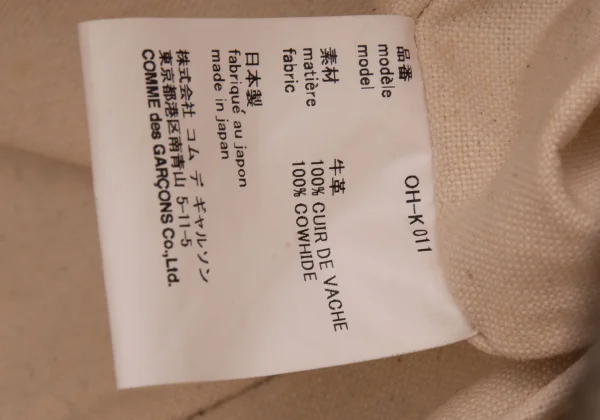 品番
modèle
model
OH-K011
素材
matière
fabric
牛革
100% CUIR DE VACHE
100% COWHIDE
日本製
fabriqué au japon
made in japan
株式会社 コム デ ギャルソン
東京都港区南青山 5-11-5
COMME des GARÇONS Co.,Ltd.